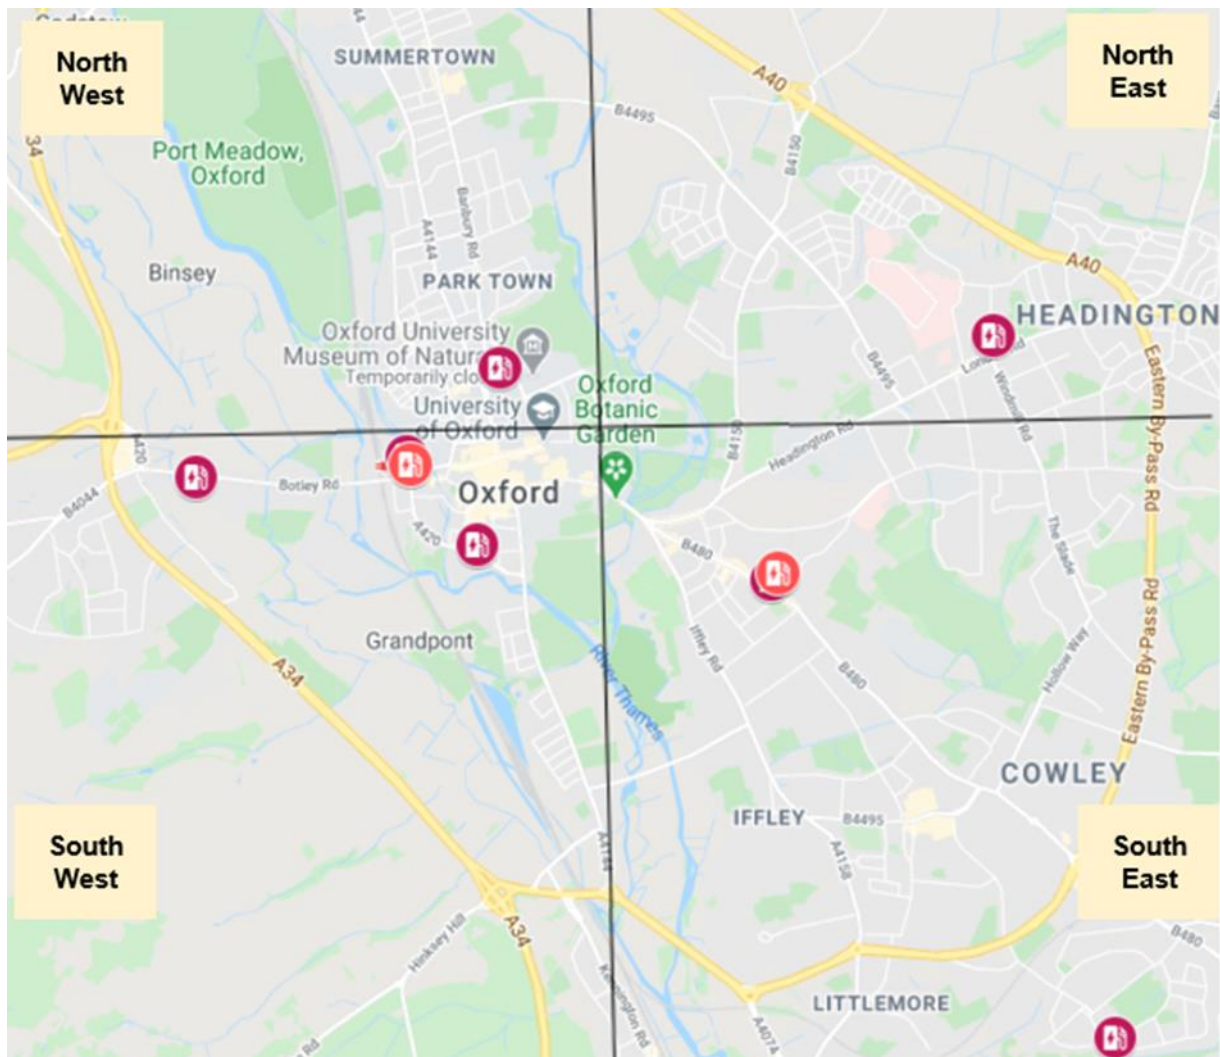 North
West
North
East
SUMMERTOWN
A40
B4495
B4150
34
Port Meadow,
Oxford
Banbury Rd
A4144
Binsey
PARK TOWN
A40
HEADINGTON
Oxford University
Museum of Natura
Temporarily clo
B4495
Windmill Rd
Eastern By-Pass Rd
Oxford
Botanic
Garden
University
of Oxford
Headington Rd
A420
B4044
Botley Rd
Oxford
A420
B480
The Slade
Grandpont
Iffley Rd
Hollow Way
River Thames
B480
Eastern By-Pass Rd
A34
COWLEY
IFFLEY
B4495
A4144
A4158
South
West
South
East
A34
Hinksey Hill
B480
LITTLEMORE
Kennington Rd
A4074
Rd